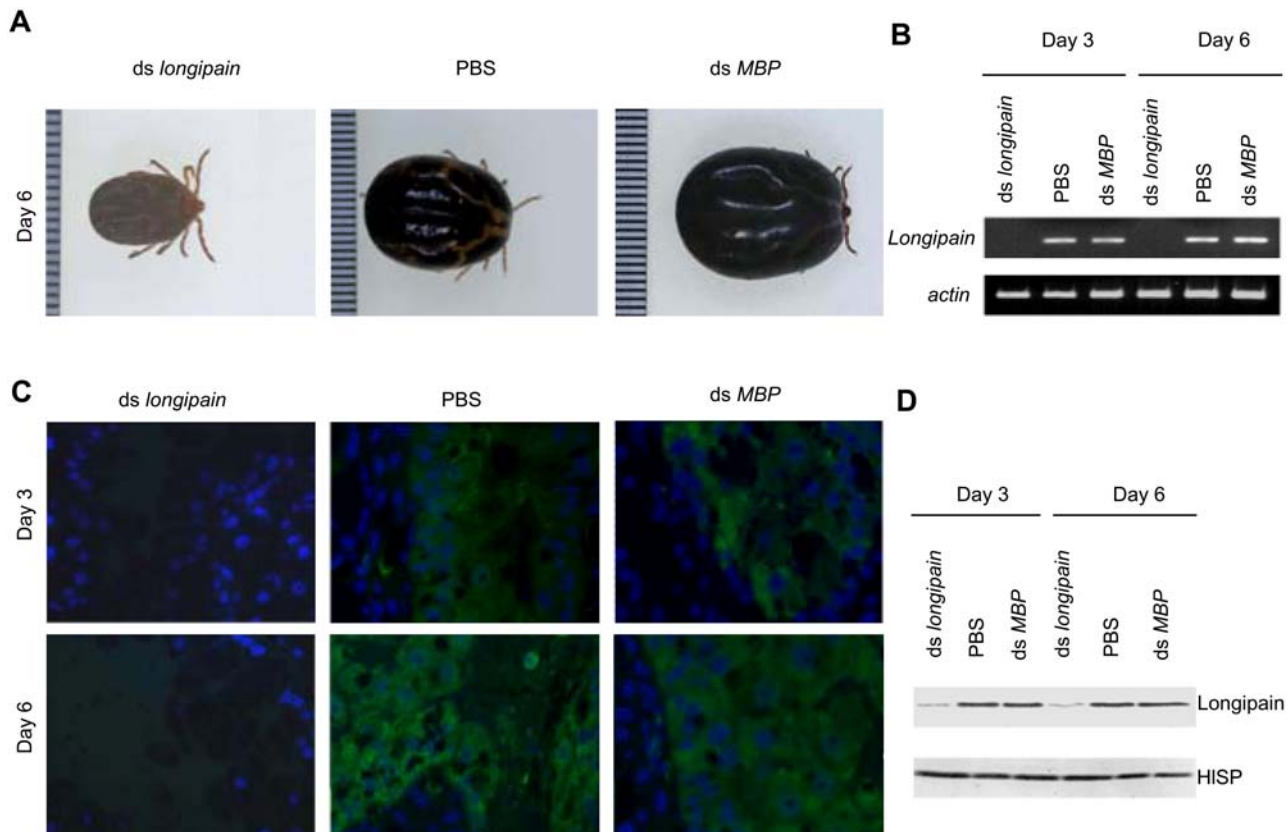 A
ds longipain
PBS
ds MBP
Day 6
B
Day 3
Day 6
ds longipain
PBS
ds MBP
ds longipain
PBS
ds MBP
Longipain
actin
C
ds longipain
PBS
ds MBP
Day 3
Day 6
D
Day 3
Day 6
ds longipain
PBS
ds MBP
ds longipain
PBS
ds MBP
Longipain
HlSP